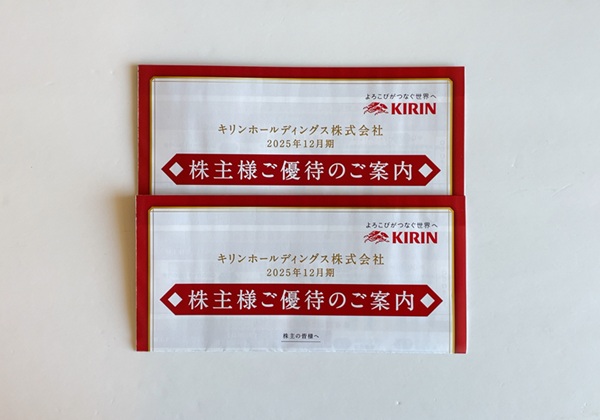 よろこびがつなぐ世界へ
KIRIN
キリンホールディングス株式会社
2025年12月期
株主様ご優待のご案内
よろこびがつなぐ世界へ
KIRIN
キリンホールディングス株式会社
2025年12月期
株主様ご優待のご案内
株主の皆様へ